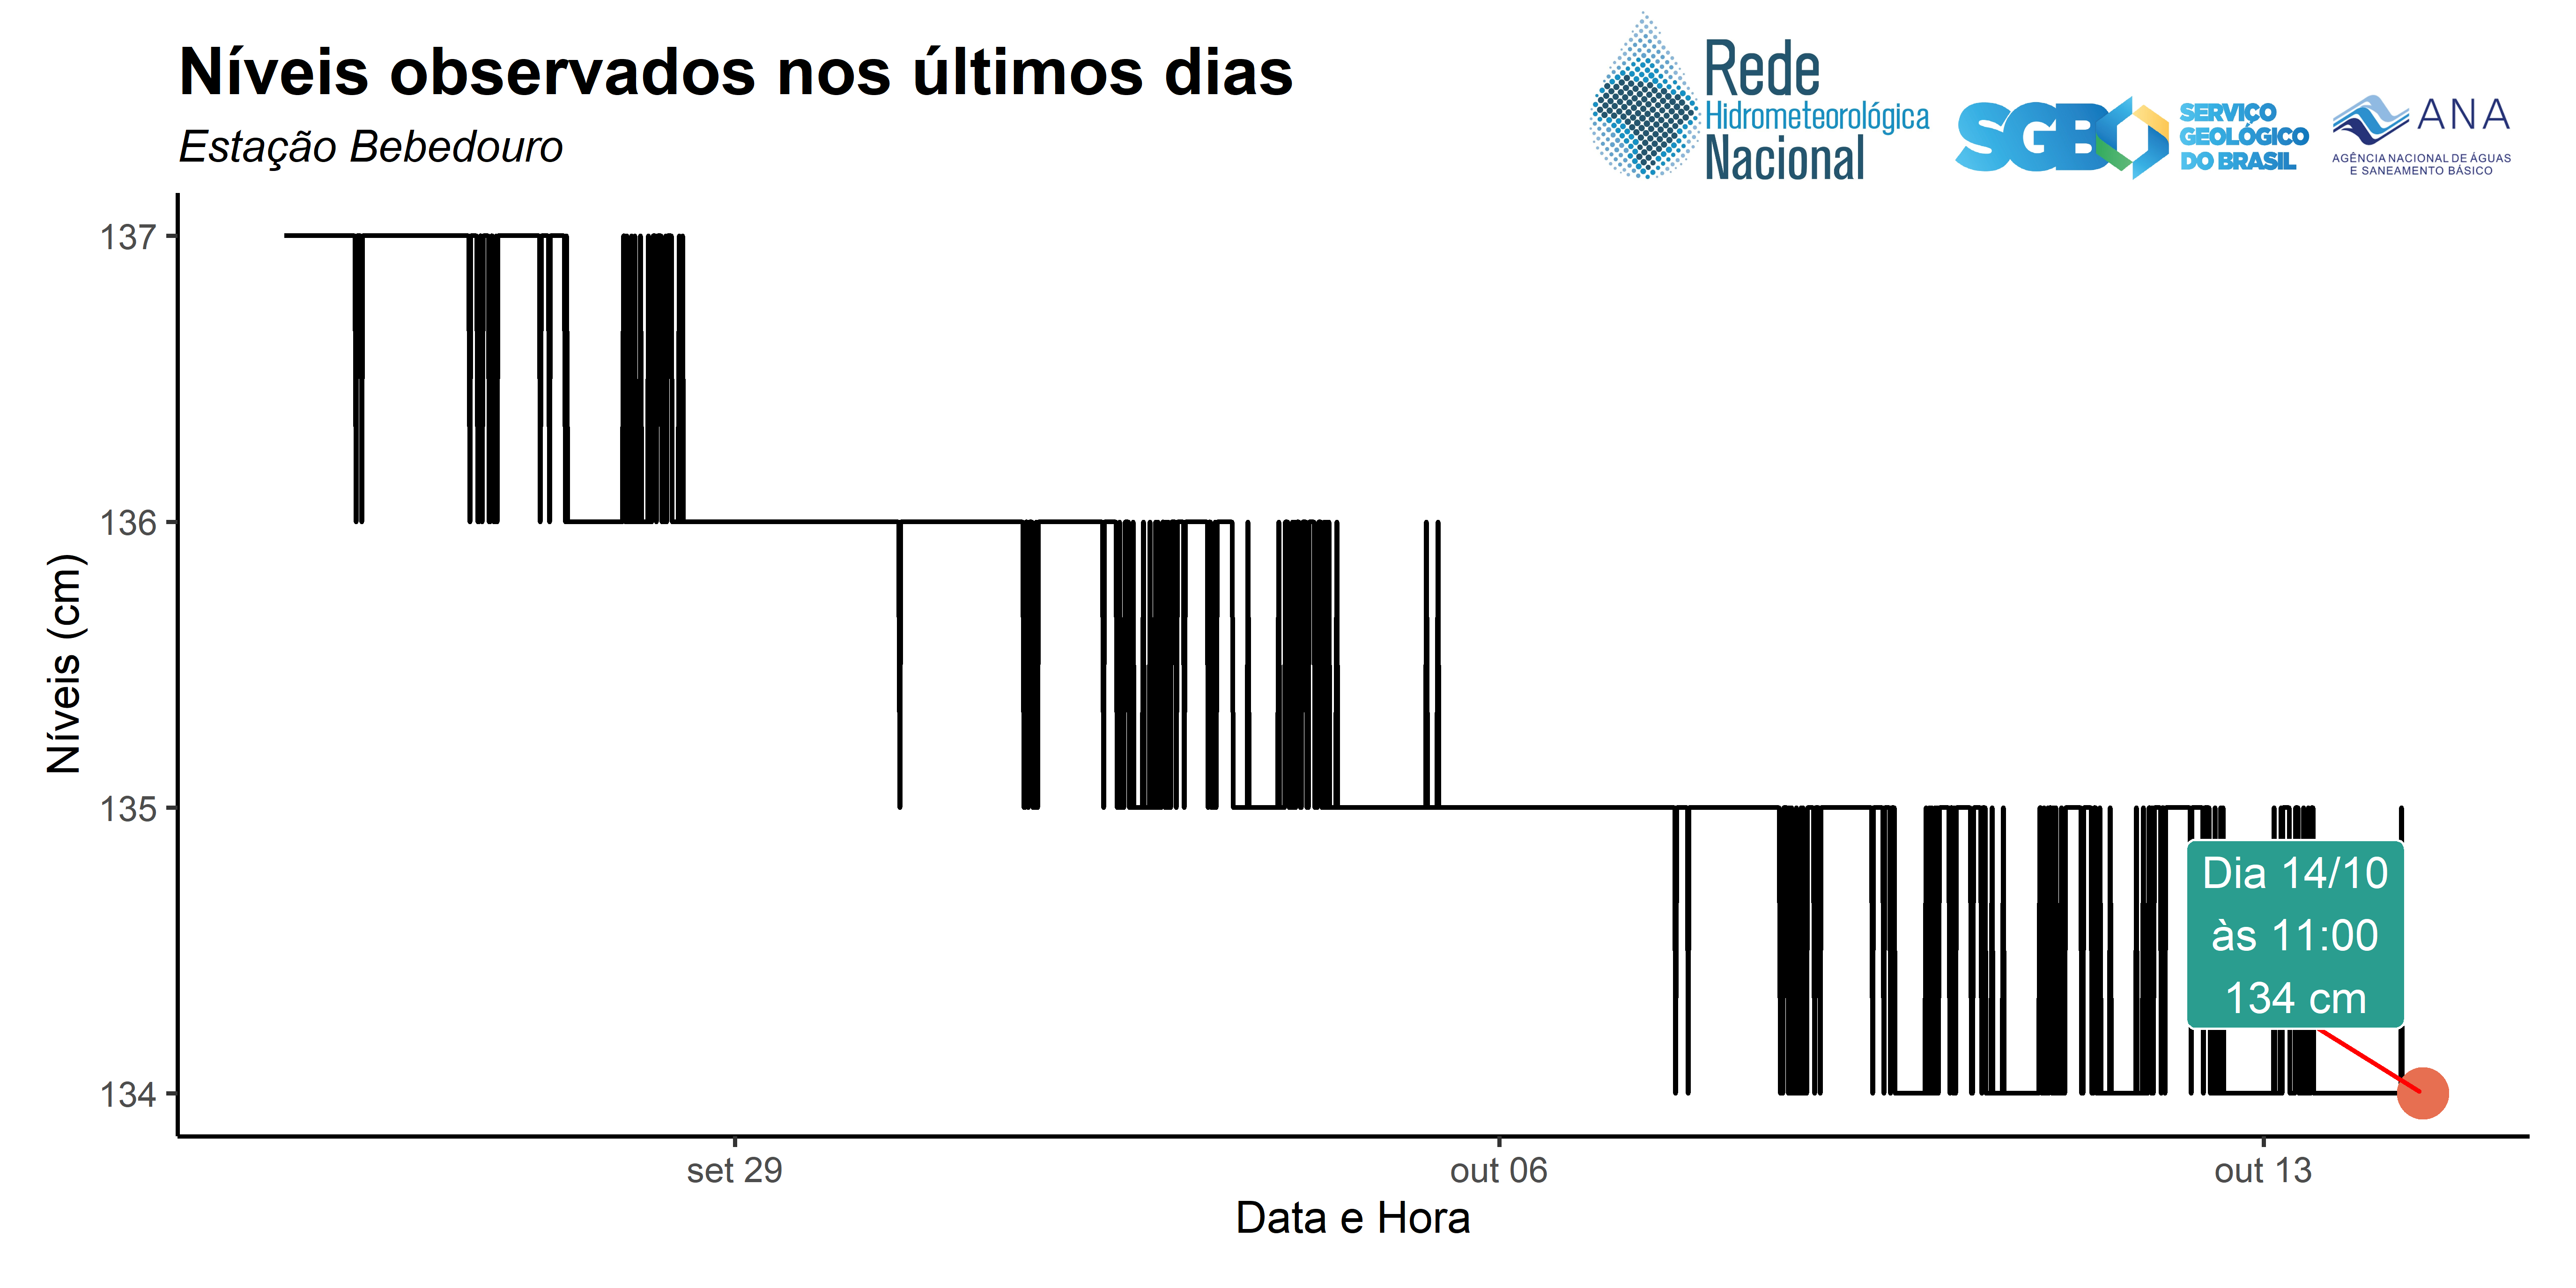 Níveis observados nos últimos dias
Estação Bebedouro
Rede
Hidrometeorológica
Nacional
SGB
SERVIÇO
GEOLÓGICO
DO BRASIL
ANA
AGÊNCIA NACIONAL DE ÁGUAS
E SANEAMENTO BÁSICO
Níveis (cm)
137
136
135
134
Dia 14/10
às 11:00
134 cm
set 29
out 06
out 13
Data e Hora